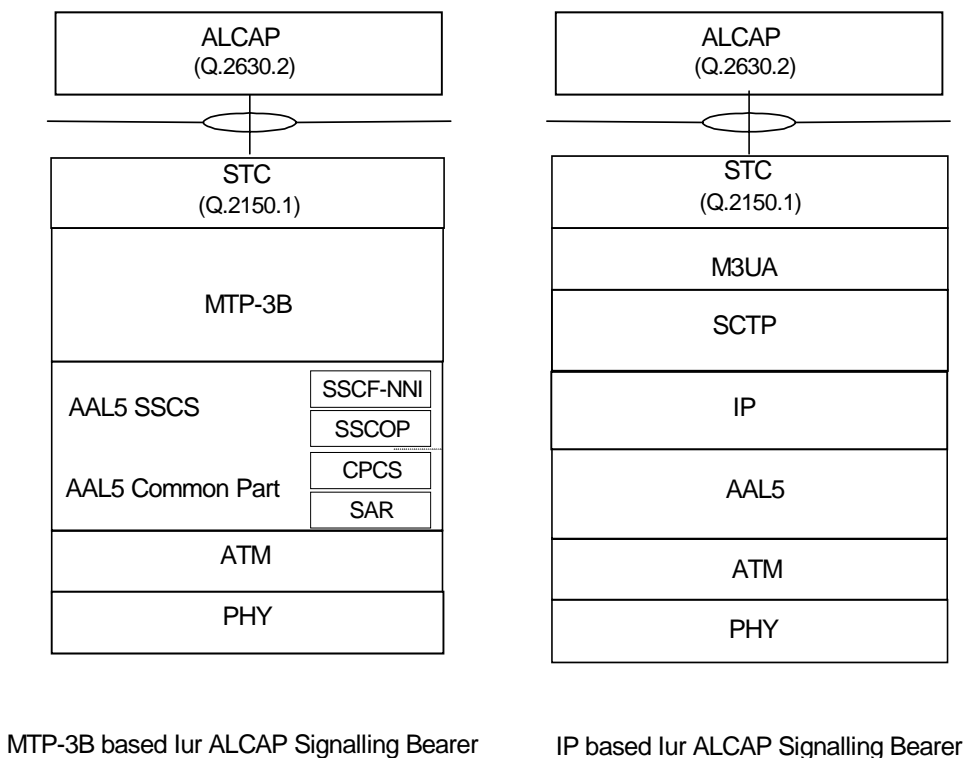 ALCAP
(Q.2630.2)
STC
(Q.2150.1)
MTP-3B
AAL5 SSCS
SSCF-NNI
SSCOP
AAL5 Common Part
CPCS
SAR
ATM
PHY
MTP-3B based Iur ALCAP Signalling Bearer
ALCAP
(Q.2630.2)
STC
(Q.2150.1)
M3UA
SCTP
IP
AAL5
ATM
PHY
IP based Iur ALCAP Signalling Bearer